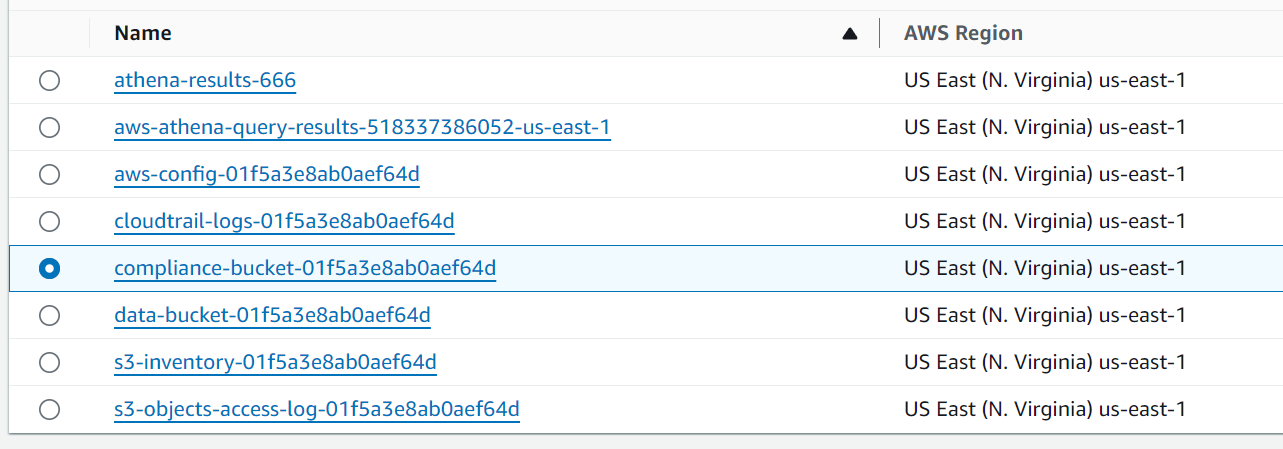 Name AWS Region
athena-results-666 US East (N. Virginia) us-east-1
aws-athena-query-results-518337386052-us-east-1 US East (N. Virginia) us-east-1
aws-config-01f5a3e8ab0aef64d US East (N. Virginia) us-east-1
cloudtrail-logs-01f5a3e8ab0aef64d US East (N. Virginia) us-east-1
compliance-bucket-01f5a3e8ab0aef64d US East (N. Virginia) us-east-1
data-bucket-01f5a3e8ab0aef64d US East (N. Virginia) us-east-1
s3-inventory-01f5a3e8ab0aef64d US East (N. Virginia) us-east-1
s3-objects-access-log-01f5a3e8ab0aef64d US East (N. Virginia) us-east-1